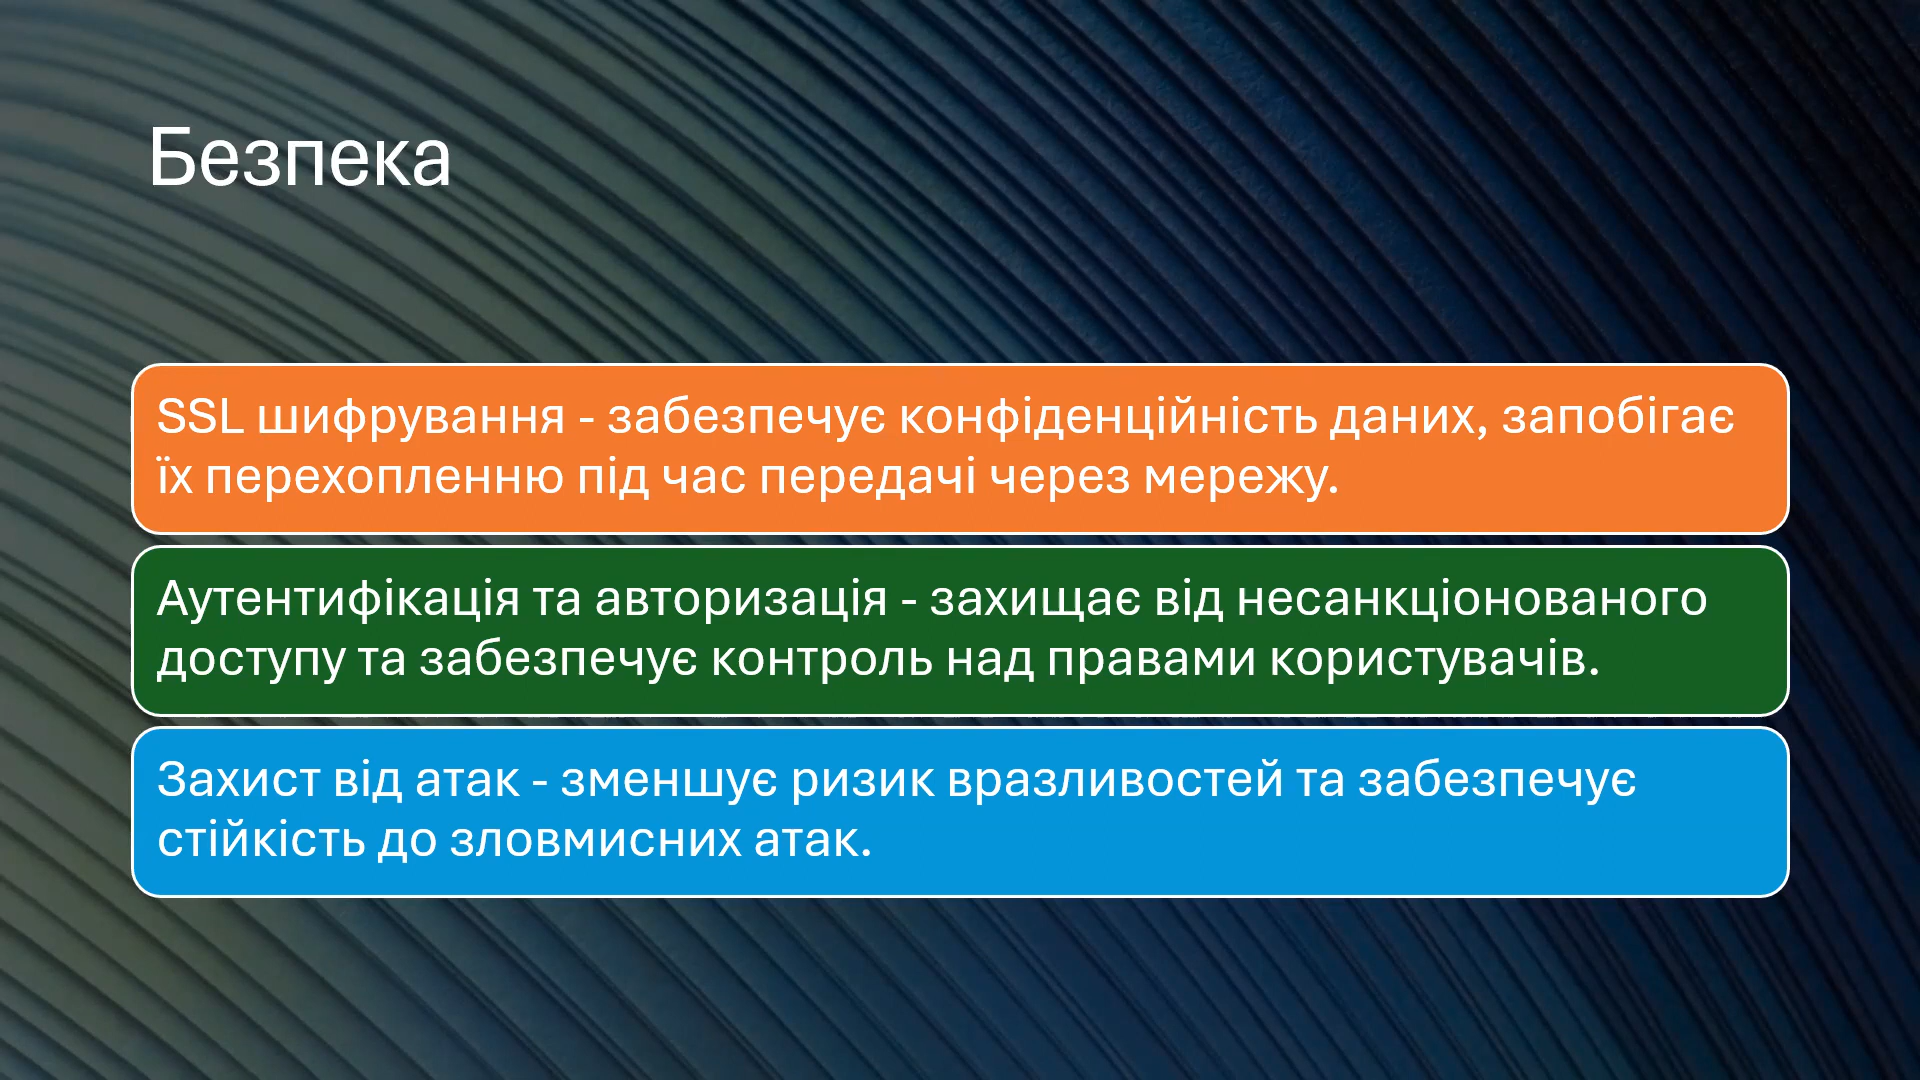 Безпека
SSL шифрування - забезпечує конфіденційність даних, запобігає
їх перехопленню під час передачі через мережу.
Аутентифікація та авторизація - захищає від несанкціонованого
доступу та забезпечує контроль над правами користувачів.
Захист від атак - зменшує ризик вразливостей та забезпечує
стійкість до зловмисних атак.